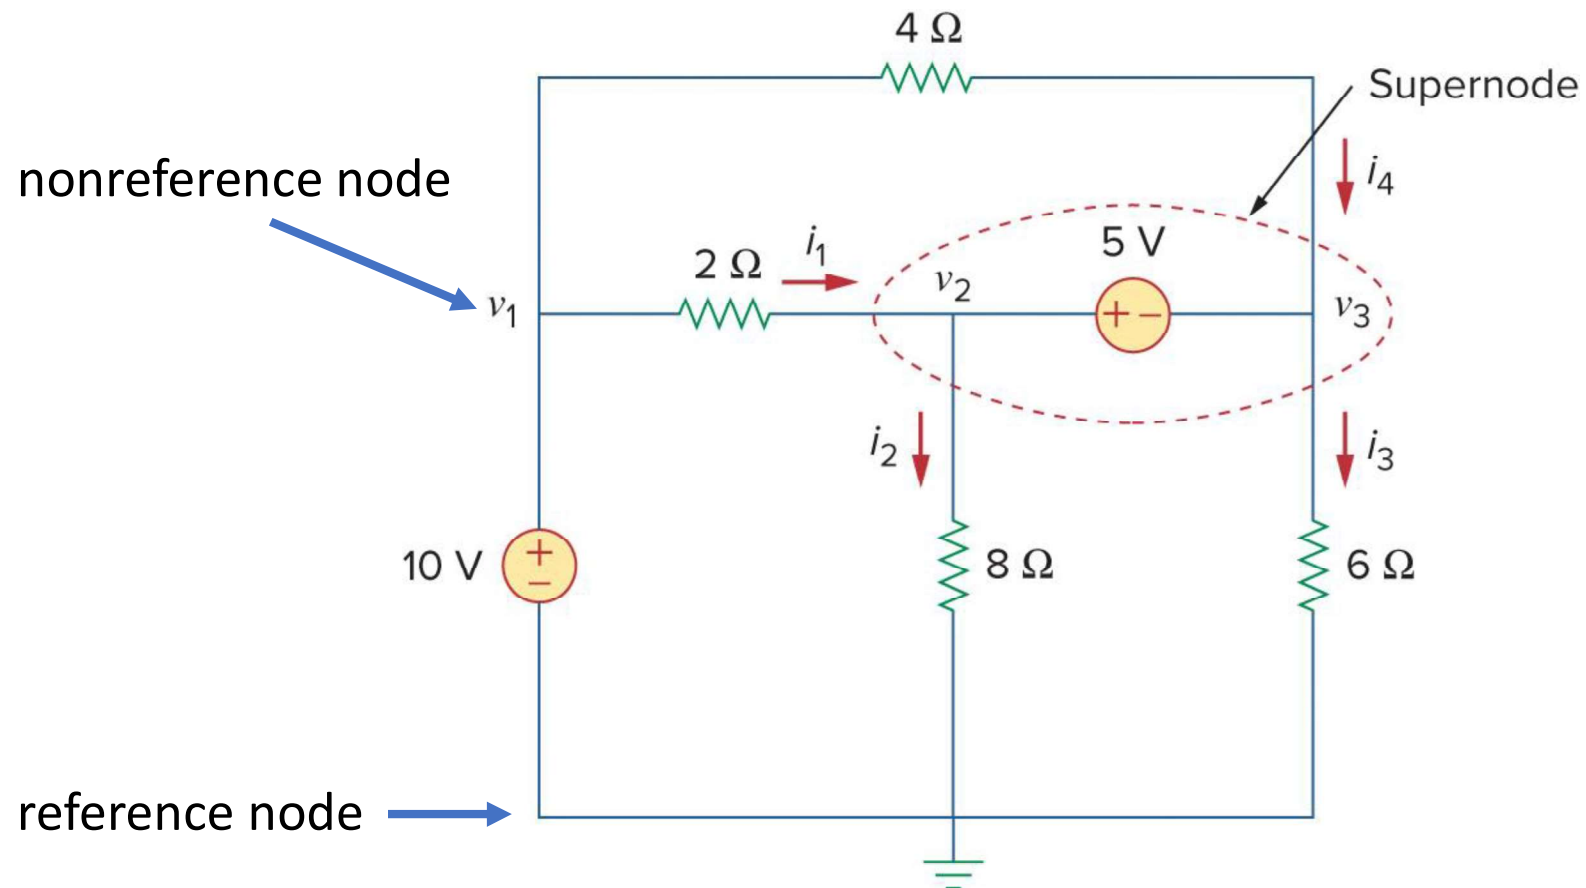 4 Ω
Supernode
nonreference node
i4
i1
5 V
2 Ω
v2
v1
+ −
v3
i2
i3
10 V
+
−
8 Ω
6 Ω
reference node